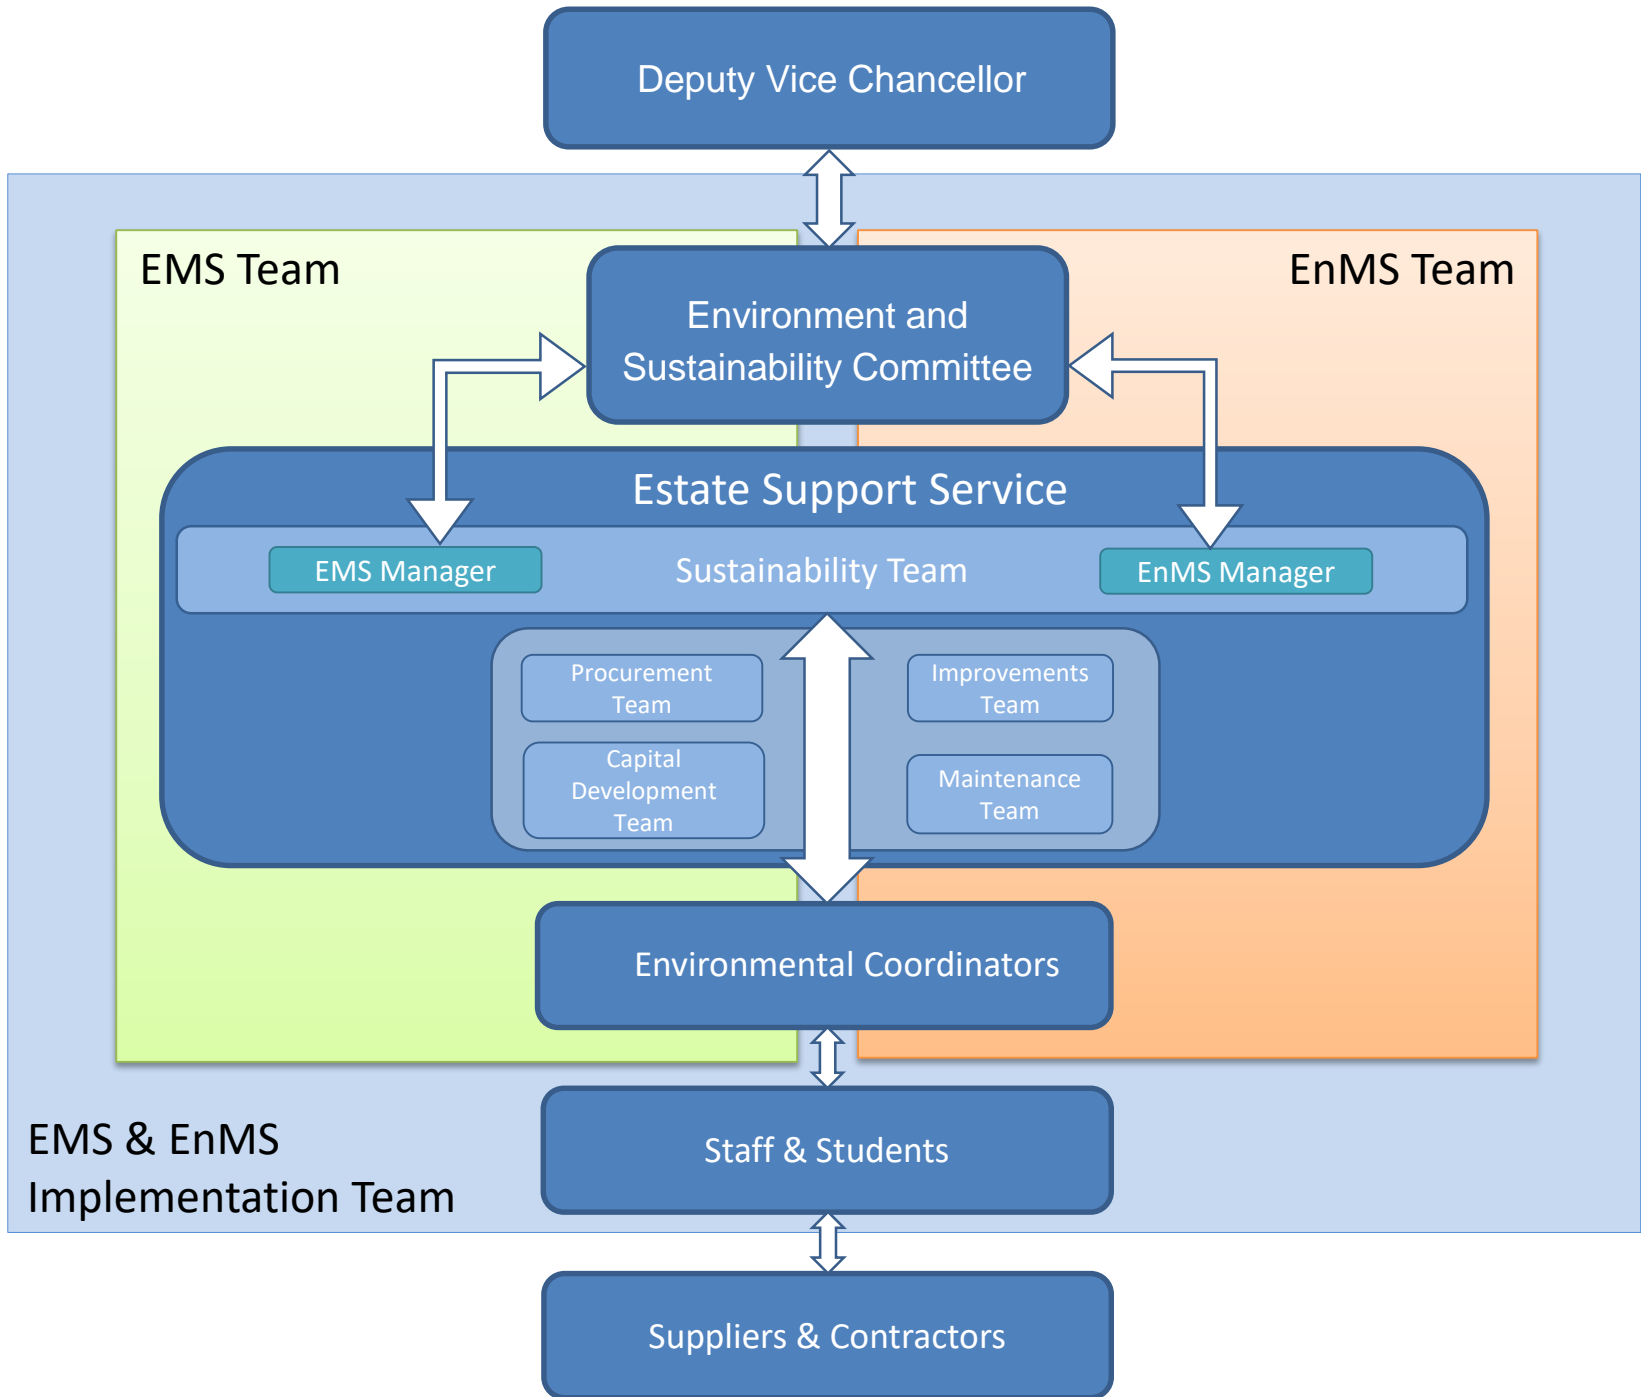 Deputy Vice Chancellor
EMS Team
EnMS Team
Environment and
Sustainability Committee
Estate Support Service
EMS Manager
Sustainability Team
EnMS Manager
Procurement
Team
Improvements
Team
Capital
Development
Team
Maintenance
Team
Environmental Coordinators
EMS & EnMS
Implementation Team
Staff & Students
Suppliers & Contractors